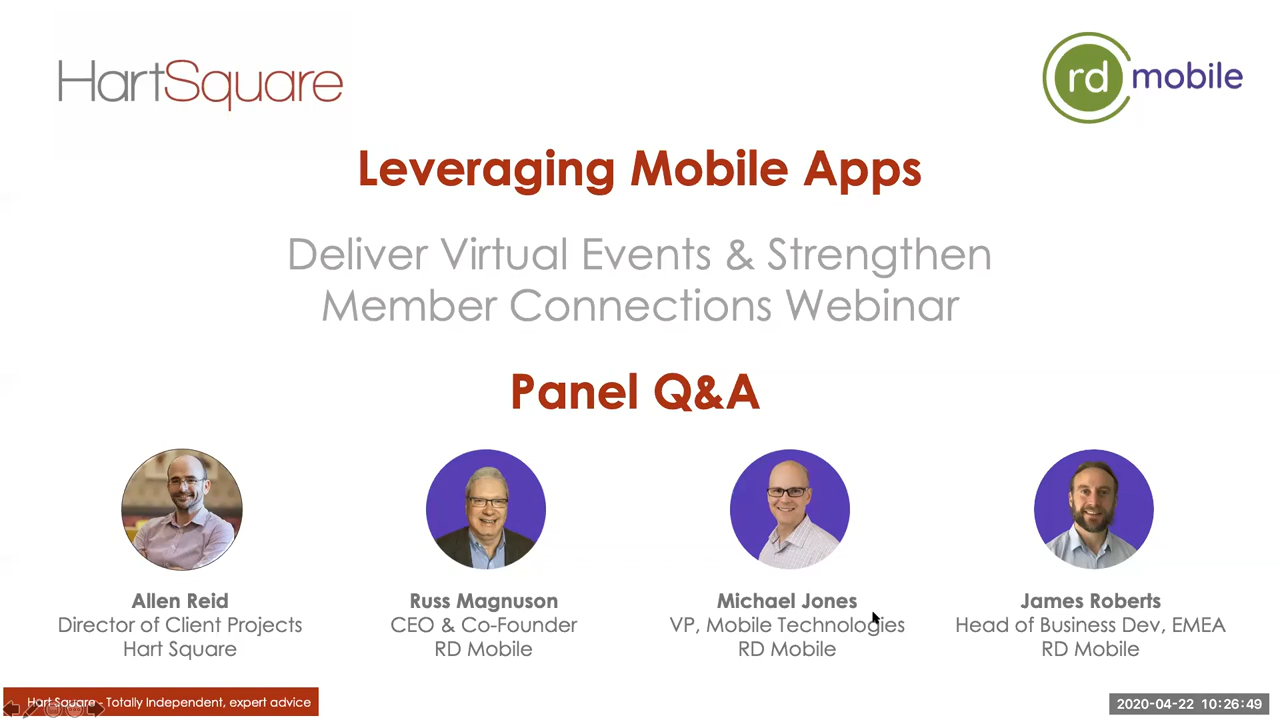 HartSquare
rd mobile
Leveraging Mobile Apps
Deliver Virtual Events & Strengthen
Member Connections Webinar
Panel Q&A
Allen Reid
Director of Client Projects
Hart Square
Russ Magnuson
CEO & Co-Founder
RD Mobile
Michael Jones
VP, Mobile Technologies
RD Mobile
James Roberts
Head of Business Dev, EMEA
RD Mobile
Hart Square - Totally Independent, expert advice
2020-04-22 10:26:49